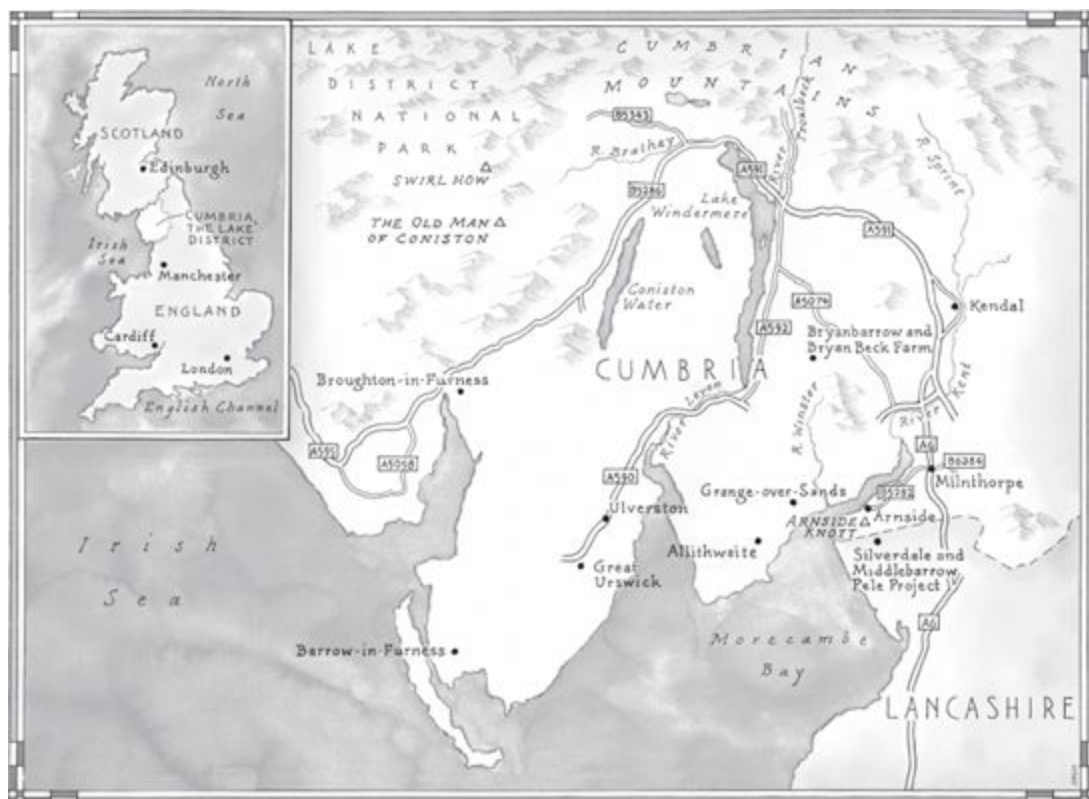 North
Sea
SCOTLAND
Edinburgh
CUMBRIA,
THE LAKE
DISTRICT
Irish
Sea
Manchester
ENGLAND
Cardiff
London
English Channel
LAKE
DISTRICT
NATIONAL
PARK
CUMBRIAN
MOUNTAINS
SWIRL HOW
THE OLD MAN
OF CONISTON
B5343
R. Brathay
B5286
River Troutbeck
A591
Lake
Windermere
R. Sprint
A591
Coniston
Water
A5074
Kendal
A592
Bryanbarrow and
Bryan Beck Farm
CUMBRIA
Broughton-in-Furness
River Leven
R. Winster
River Kent
A595
A5098
A590
A6
B6384
Milnthorpe
B5282
Grange-over-Sands
Ulverston
ARNSIDE
KNOTT
Arnside
Allithwaite
Silverdale and
Middlebarrow
Pele Project
Great
Urswick
Irish
Sea
A6
Morecambe
Bay
Barrow-in-Furness
LANCASHIRE